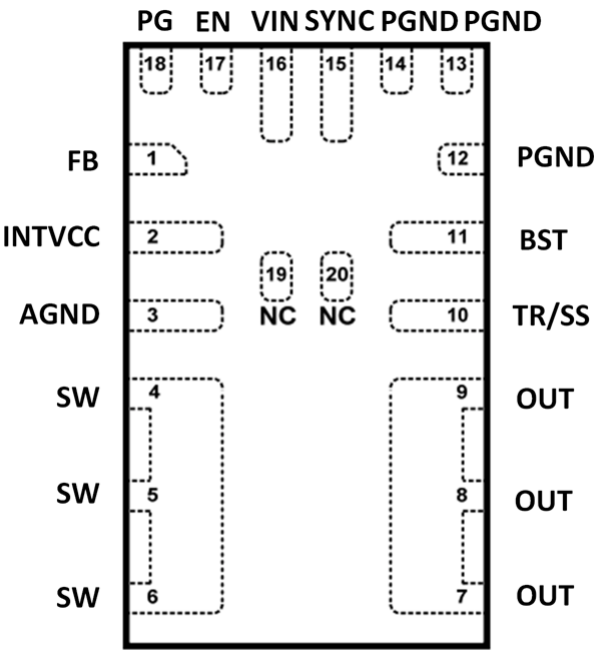 PG EN VIN SYNC PGND PGND
18 17 16 15 14 13
FB 1 12 PGND
INTVCC 2 11 BST
19 20
AGND 3 NC NC 10 TR/SS
SW 4 9 OUT
SW 5 8 OUT
SW 6 7 OUT